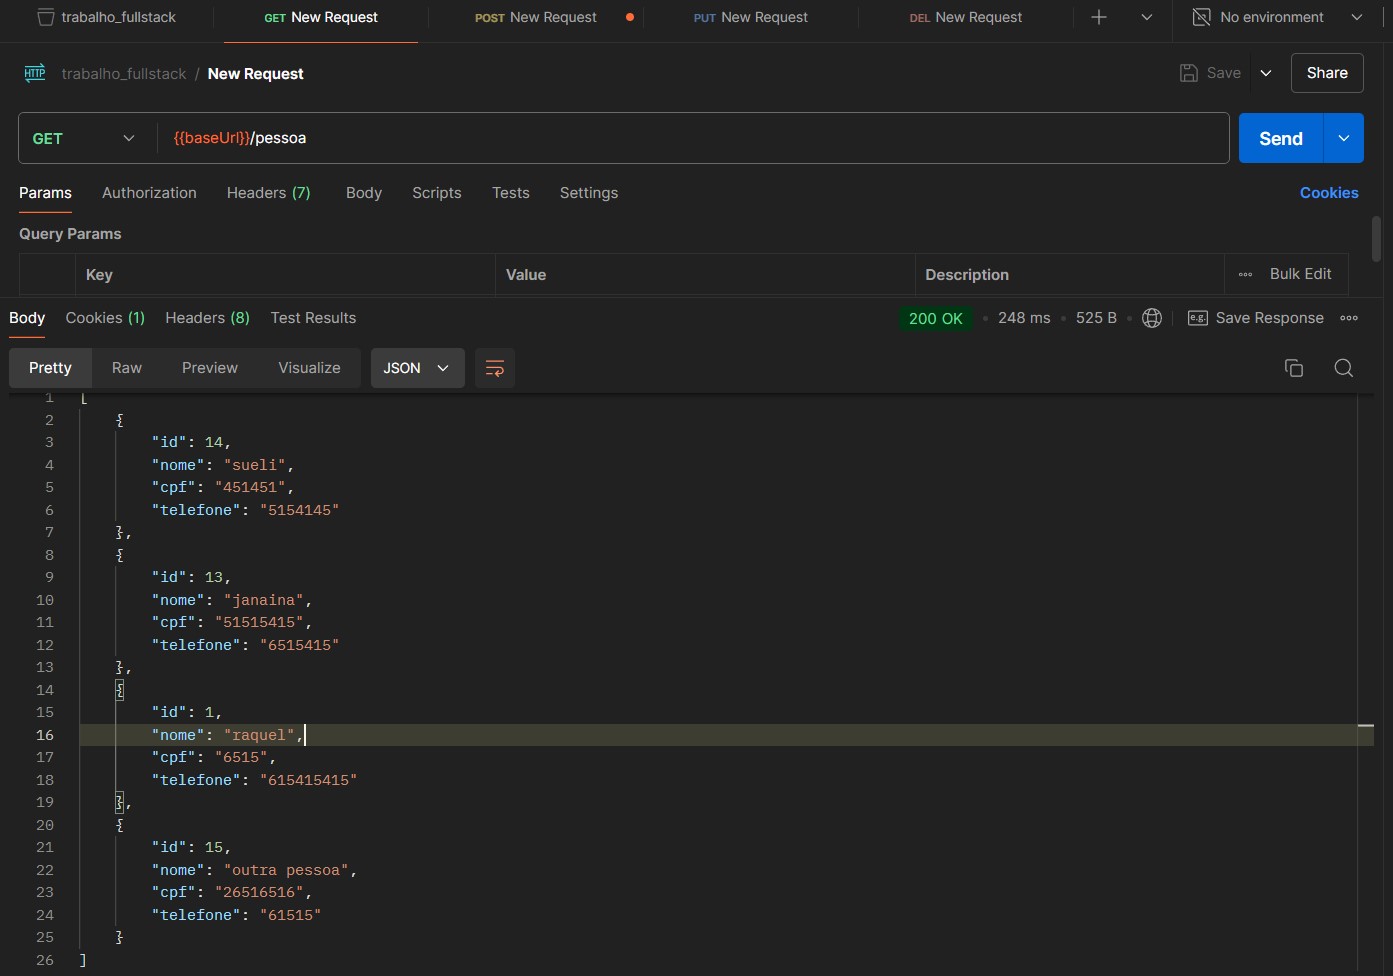 trabalho_fullstack GET New Request POST New Request PUT New Request DEL New Request No environment
HTTP trabalho_fullstack / New Request Save Share
GET {{baseUrl}}/pessoa Send
Params Authorization Headers (7) Body Scripts Tests Settings Cookies
Query Params
Key Value Description Bulk Edit
Body Cookies (1) Headers (8) Test Results 200 OK 248 ms 525 B e.g. Save Response
Pretty Raw Preview Visualize JSON
1 [
2 {
3 "id": 14,
4 "nome": "sueli",
5 "cpf": "451451",
6 "telefone": "5154145"
7 },
8 {
9 "id": 13,
10 "nome": "janaina",
11 "cpf": "51515415",
12 "telefone": "6515415"
13 },
14 {
15 "id": 1,
16 "nome": "raquel",
17 "cpf": "6515",
18 "telefone": "615415415"
19 },
20 {
21 "id": 15,
22 "nome": "outra pessoa",
23 "cpf": "26516516",
24 "telefone": "61515"
25 }
26 ]